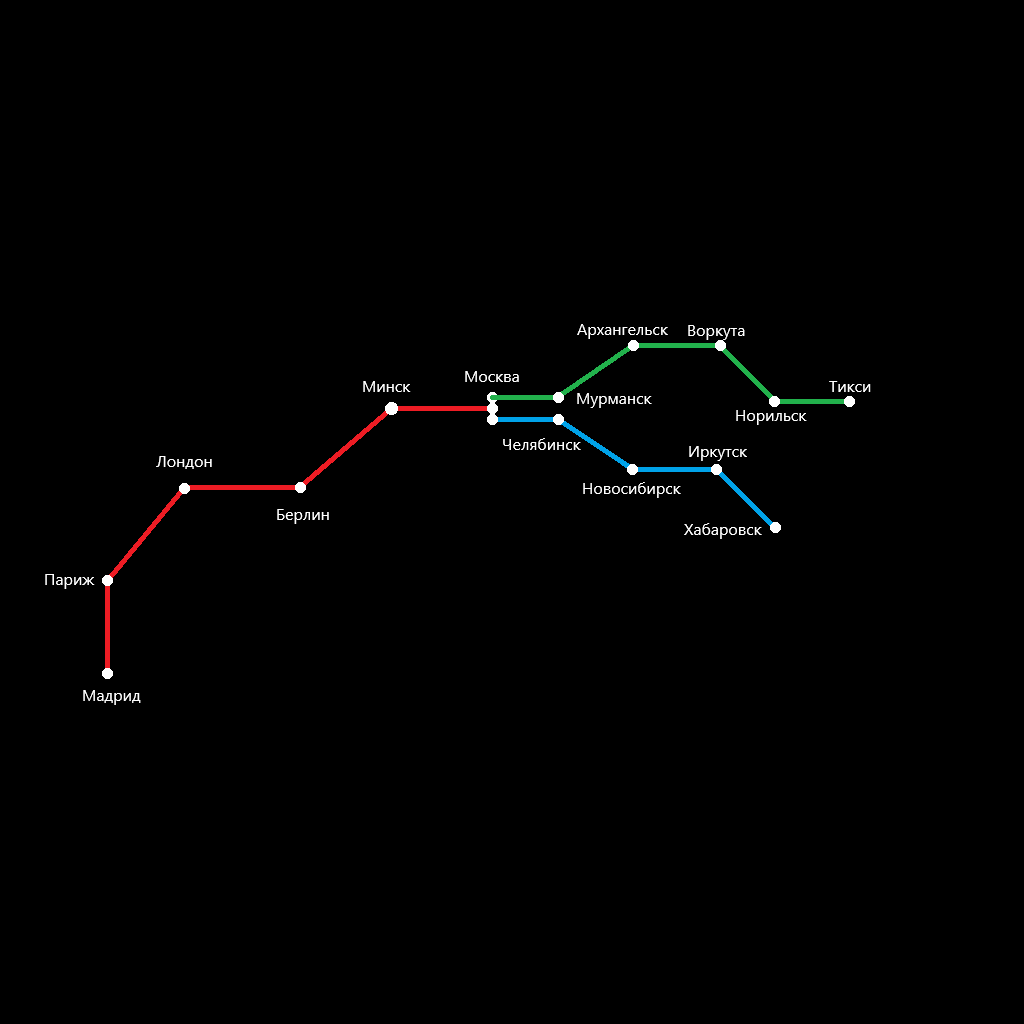 Архангельск
Воркута
Москва
Минск
Тикси
Мурманск
Норильск
Челябинск
Иркутск
Лондон
Новосибирск
Берлин
Хабаровск
Париж
Мадрид